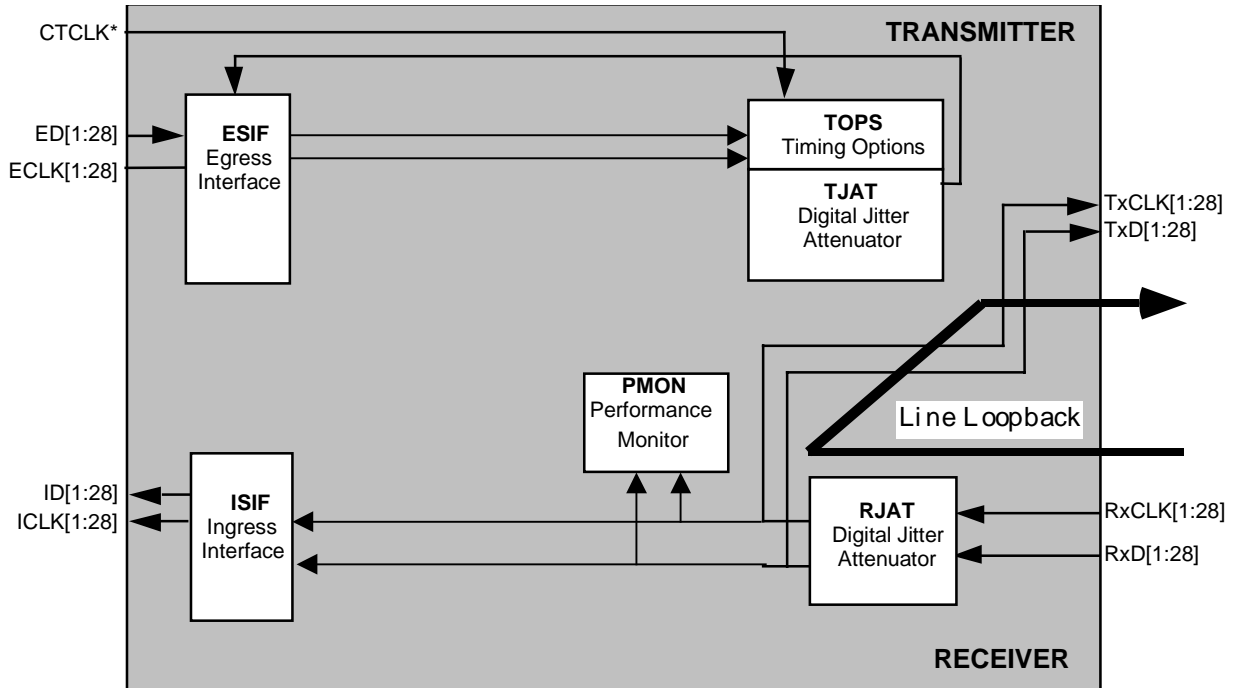 CTCLK*
TRANSMITTER
ED[1:28]
ECLK[1:28]
ESIF
Egress
Interface
TOPS
Timing Options
TJAT
Digital Jitter
Attenuator
TxCLK[1:28]
TxD[1:28]
PMON
Performance
Monitor
Line Loopback
ID[1:28]
ICLK[1:28]
ISIF
Ingress
Interface
RJAT
Digital Jitter
Attenuator
RxCLK[1:28]
RxD[1:28]
RECEIVER